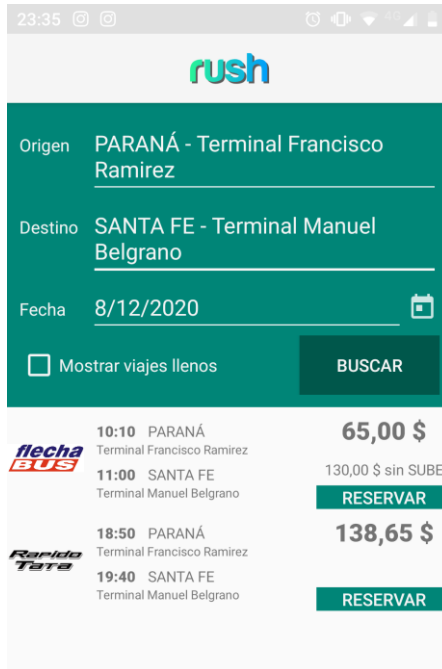 23:35
4G
rush
Origen
PARANÁ - Terminal Francisco
Ramirez
Destino
SANTA FE - Terminal Manuel
Belgrano
Fecha
8/12/2020
Mostrar viajes llenos
BUSCAR
flecha
BUS
10:10 PARANÁ
Terminal Francisco Ramirez
11:00 SANTA FE
Terminal Manuel Belgrano
65,00 $
130,00 $ sin SUBE
RESERVAR
Rapido
Tata
18:50 PARANÁ
Terminal Francisco Ramirez
19:40 SANTA FE
Terminal Manuel Belgrano
138,65 $
RESERVAR